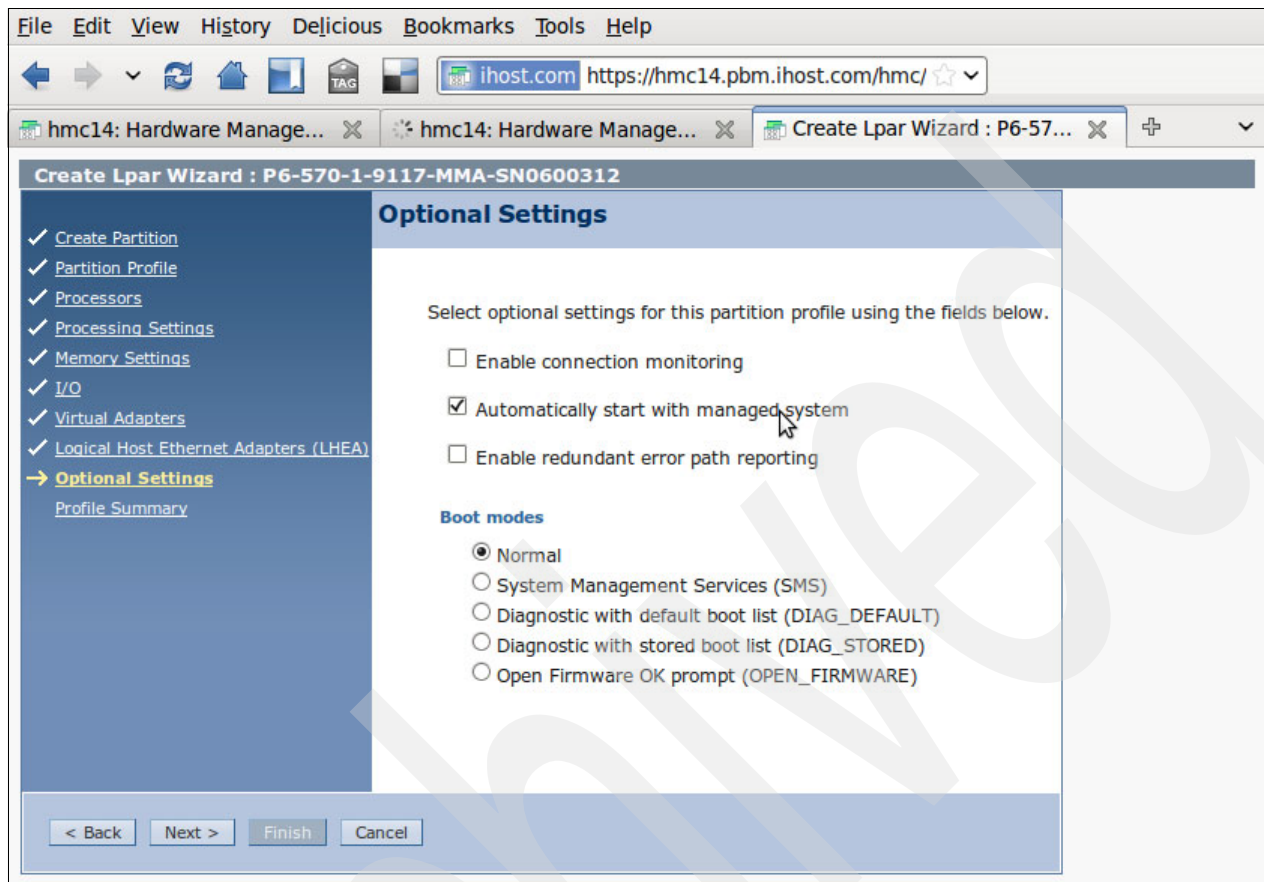 File Edit View History Delicious Bookmarks Tools Help
TAG
ihost.com https://hmc14.pbm.ihost.com/hmc/
hmc14: Hardware Manage... hmc14: Hardware Manage... Create Lpar Wizard : P6-57...
Create Lpar Wizard : P6-570-1-9117-MMA-SN0600312
Create Partition
Partition Profile
Processors
Processing Settings
Memory Settings
I/O
Virtual Adapters
Logical Host Ethernet Adapters (LHEA)
Optional Settings
Profile Summary
Optional Settings
Select optional settings for this partition profile using the fields below.
Enable connection monitoring
Automatically start with managed system
Enable redundant error path reporting
Boot modes
Normal
System Management Services (SMS)
Diagnostic with default boot list (DIAG_DEFAULT)
Diagnostic with stored boot list (DIAG_STORED)
Open Firmware OK prompt (OPEN_FIRMWARE)
< Back Next > Finish Cancel